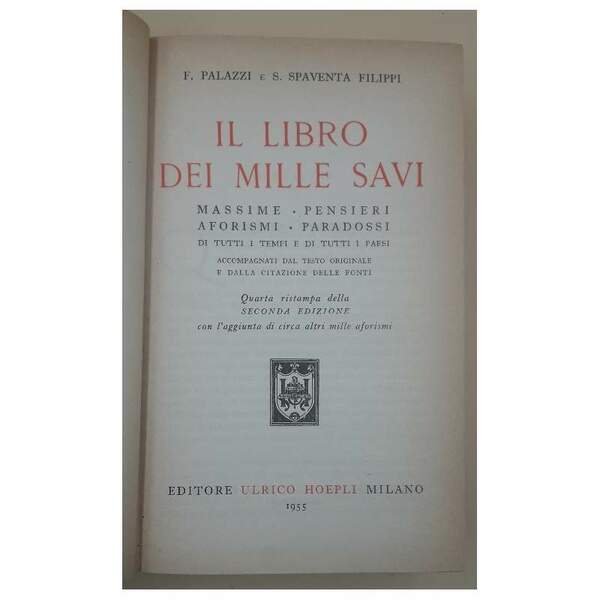 F. PALAZZI E S. SPAVENTA FILIPPI
IL LIBRO
DEI MILLE SAVI
MASSIME • PENSIERI
AFORISMI • PARADOSSI
DI TUTTI I TEMPI E DI TUTTI I PAESI
ACCOMPAGNATI DAL TESTO ORIGINALE
E DALLA CITAZIONE DELLE FONTI
Quarta ristampa della
SECONDA EDIZIONE
con l'aggiunta di circa altri mille aforismi
EDITORE ULRICO HOEPLI MILANO
1955